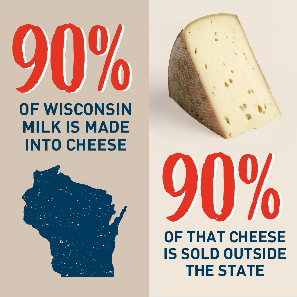 90%
OF WISCONSIN
MILK IS MADE
INTO CHEESE
90%
OF THAT CHEESE
IS SOLD OUTSIDE
THE STATE